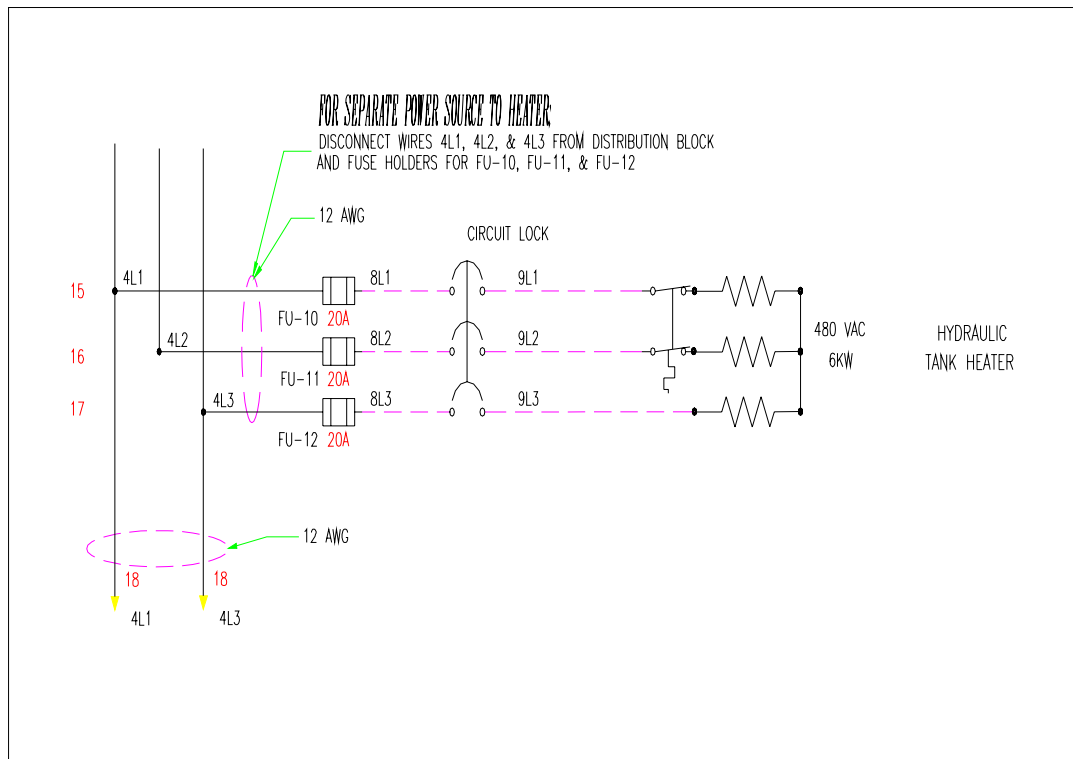 FOR SEPARATE POWER SOURCE TO HEATER;
DISCONNECT WIRES 4L1, 4L2, & 4L3 FROM DISTRIBUTION BLOCK
AND FUSE HOLDERS FOR FU-10, FU-11, & FU-12
12 AWG
CIRCUIT LOCK
15
4L1
8L1
9L1
FU-10 20A
16
4L2
8L2
9L2
FU-11 20A
480 VAC
6KW
HYDRAULIC
TANK HEATER
17
4L3
8L3
9L3
FU-12 20A
12 AWG
18
18
4L1
4L3